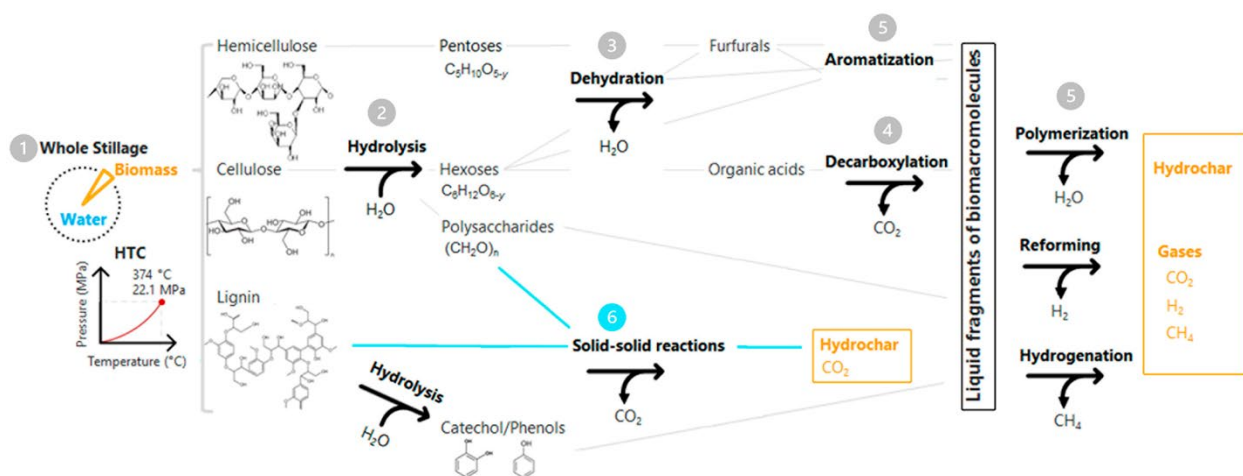 1 Whole Stillage
Biomass
Water
HTC
374 °C
22.1 MPa
Pressure (MPa)
Temperature (°C)
Hemicellulose
Cellulose
n
Lignin
2
Hydrolysis
H₂O
Hydrolysis
H₂O
Pentoses
C₅H₁₀O₅₋y
Hexoses
C₆H₁₂O₆₋y
Polysaccharides
(CH₂O)n
Catechol/Phenols
3
Dehydration
H₂O
Furfurals
Organic acids
5
Aromatization
4
Decarboxylation
CO₂
6
Solid-solid reactions
CO₂
Hydrochar
CO₂
Liquid fragments of biomacromolecules
5
Polymerization
H₂O
Reforming
H₂
Hydrogenation
CH₄
Hydrochar
Gases
CO₂
H₂
CH₄